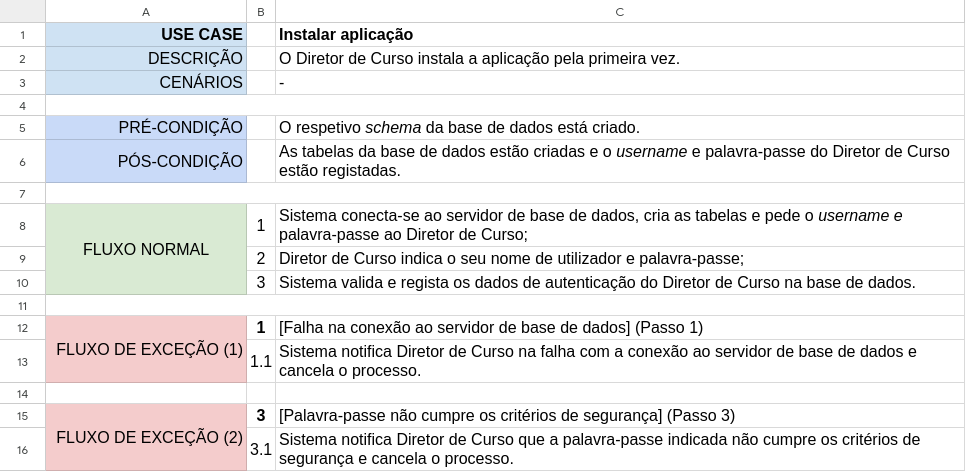 A B C
1 USE CASE Instalar aplicação
2 DESCRIÇÃO O Diretor de Curso instala a aplicação pela primeira vez.
3 CENÁRIOS -
4
5 PRÉ-CONDIÇÃO O respetivo schema da base de dados está criado.
6 PÓS-CONDIÇÃO As tabelas da base de dados estão criadas e o username e palavra-passe do Diretor de Curso
estão registadas.
7
8 FLUXO NORMAL 1 Sistema conecta-se ao servidor de base de dados, cria as tabelas e pede o username e
palavra-passe ao Diretor de Curso;
9 2 Diretor de Curso indica o seu nome de utilizador e palavra-passe;
10 3 Sistema valida e regista os dados de autenticação do Diretor de Curso na base de dados.
11
12 FLUXO DE EXCEÇÃO (1) 1 [Falha na conexão ao servidor de base de dados] (Passo 1)
13 1.1 Sistema notifica Diretor de Curso na falha com a conexão ao servidor de base de dados e
cancela o processo.
14
15 FLUXO DE EXCEÇÃO (2) 3 [Palavra-passe não cumpre os critérios de segurança] (Passo 3)
16 3.1 Sistema notifica Diretor de Curso que a palavra-passe indicada não cumpre os critérios de
segurança e cancela o processo.